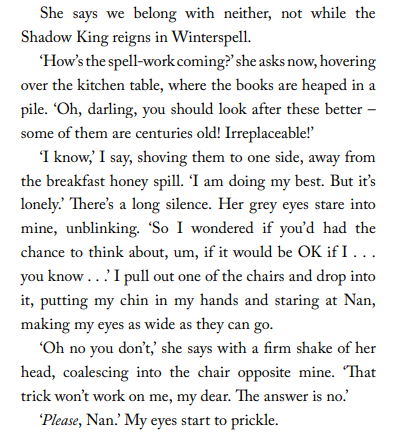 She says we belong with neither, not while the
Shadow King reigns in Winterspell.
‘How’s the spell-work coming?’ she asks now, hovering
over the kitchen table, where the books are heaped in a
pile. ‘Oh, darling, you should look after these better –
some of them are centuries old! Irreplaceable!’
‘I know,’ I say, shoving them to one side, away from
the breakfast honey spill. ‘I am doing my best. But it’s
lonely.’ There’s a long silence. Her grey eyes stare into
mine, unblinking. ‘So I wondered if you’d had the
chance to think about, um, if it would be OK if I . . .
you know . . .’ I pull out one of the chairs and drop into
it, putting my chin in my hands and staring at Nan,
making my eyes as wide as they can go.
‘Oh no you don’t,’ she says with a firm shake of her
head, coalescing into the chair opposite mine. ‘That
trick won’t work on me, my dear. The answer is no.’
‘Please, Nan.’ My eyes start to prickle.